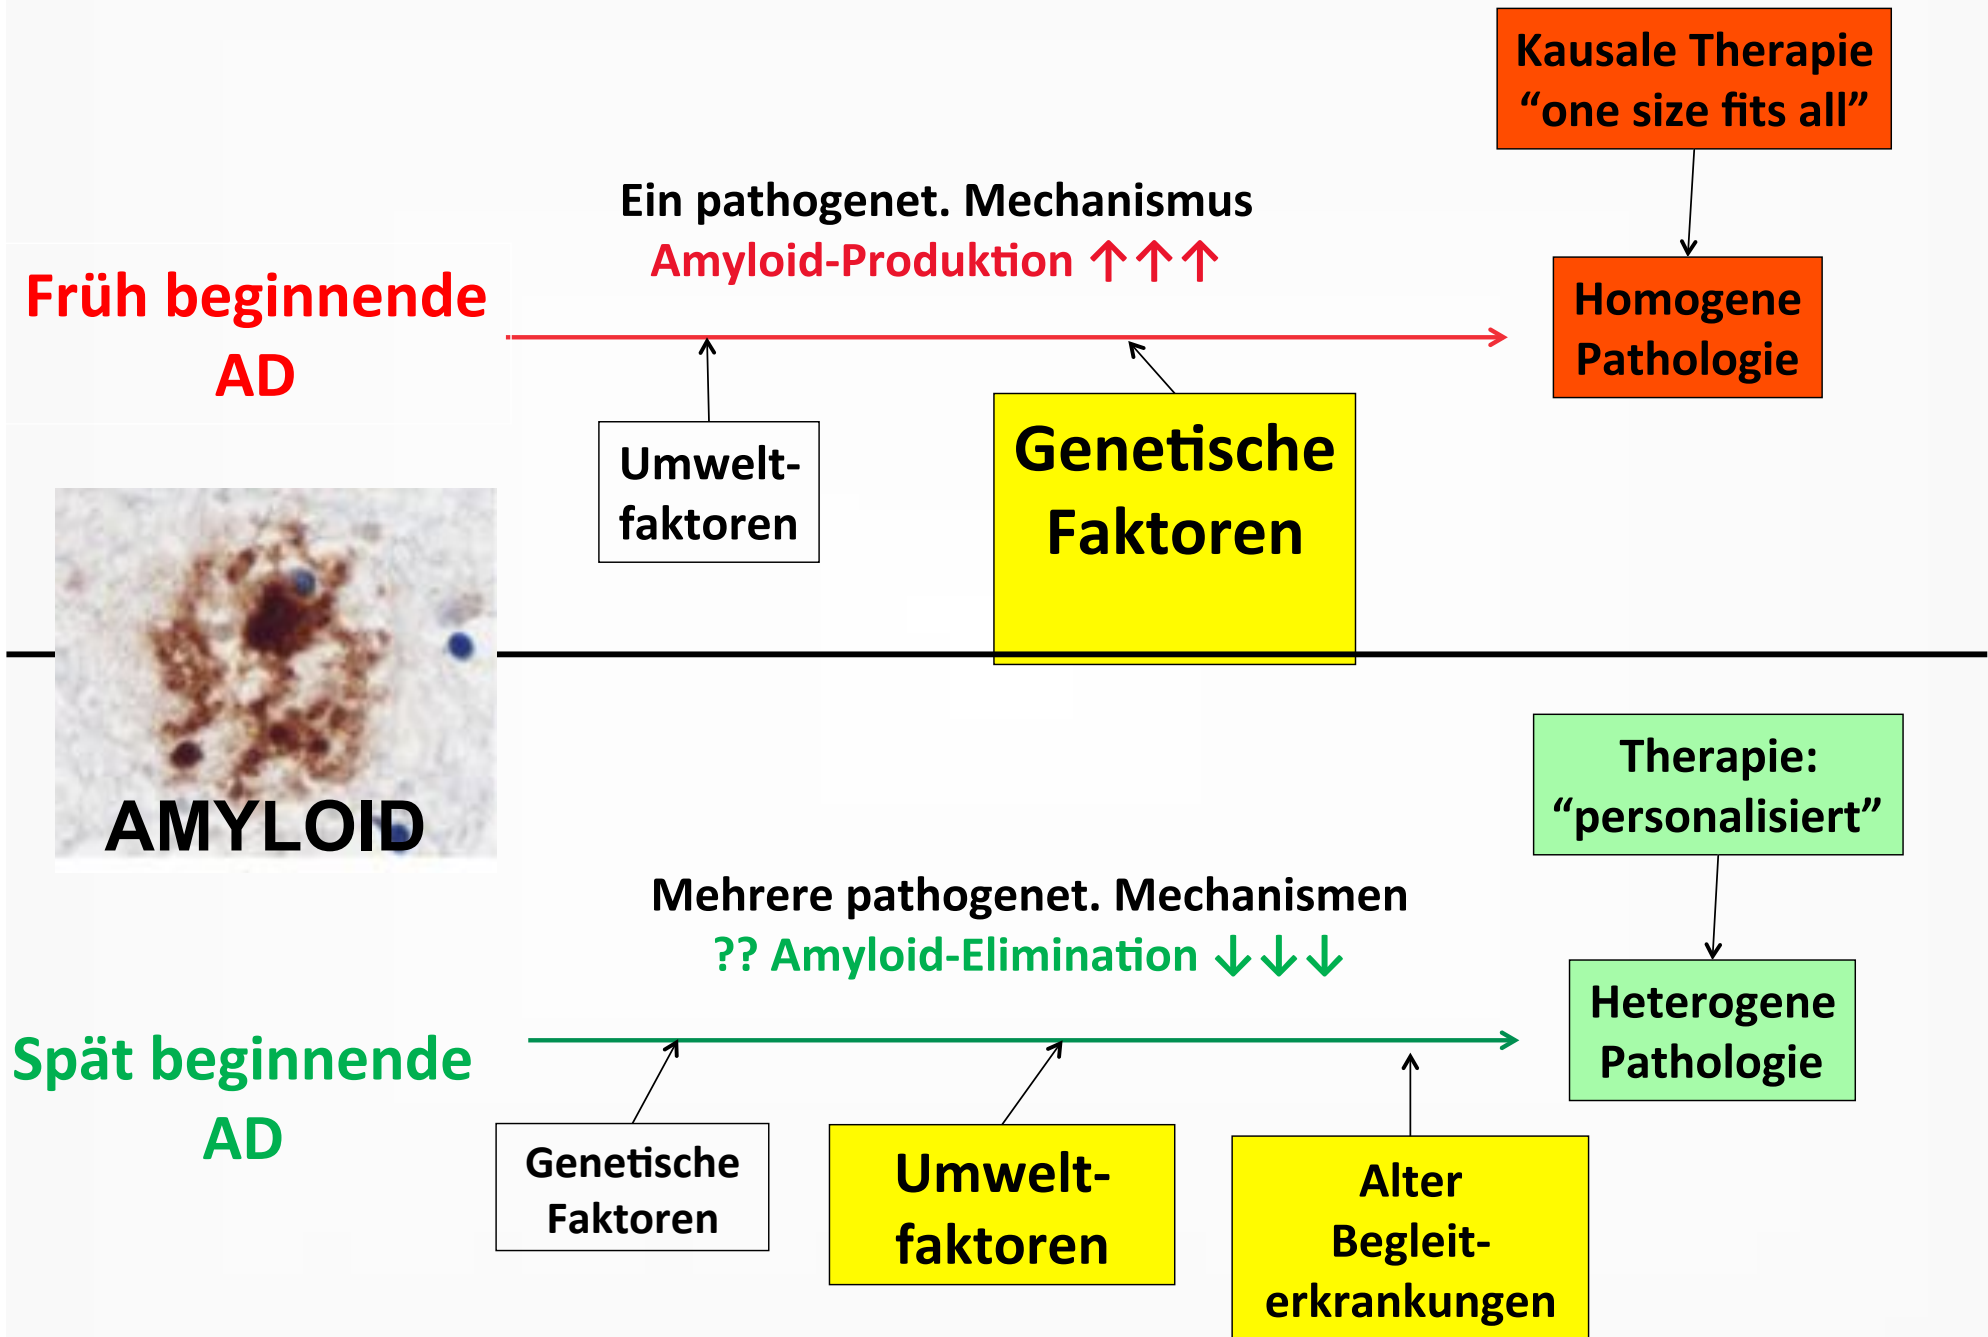 Kausale Therapie
“one size fits all”
Ein pathogenet. Mechanismus
Amyloid-Produktion ↑↑↑
Früh beginnende
AD
Homogene
Pathologie
Umwelt-
faktoren
Genetische
Faktoren
AMYLOID
Therapie:
“personalisiert”
Mehrere pathogenet. Mechanismen
?? Amyloid-Elimination ↓↓↓
Spät beginnende
AD
Heterogene
Pathologie
Genetische
Faktoren
Umwelt-
faktoren
Alter
Begleit-
erkrankungen